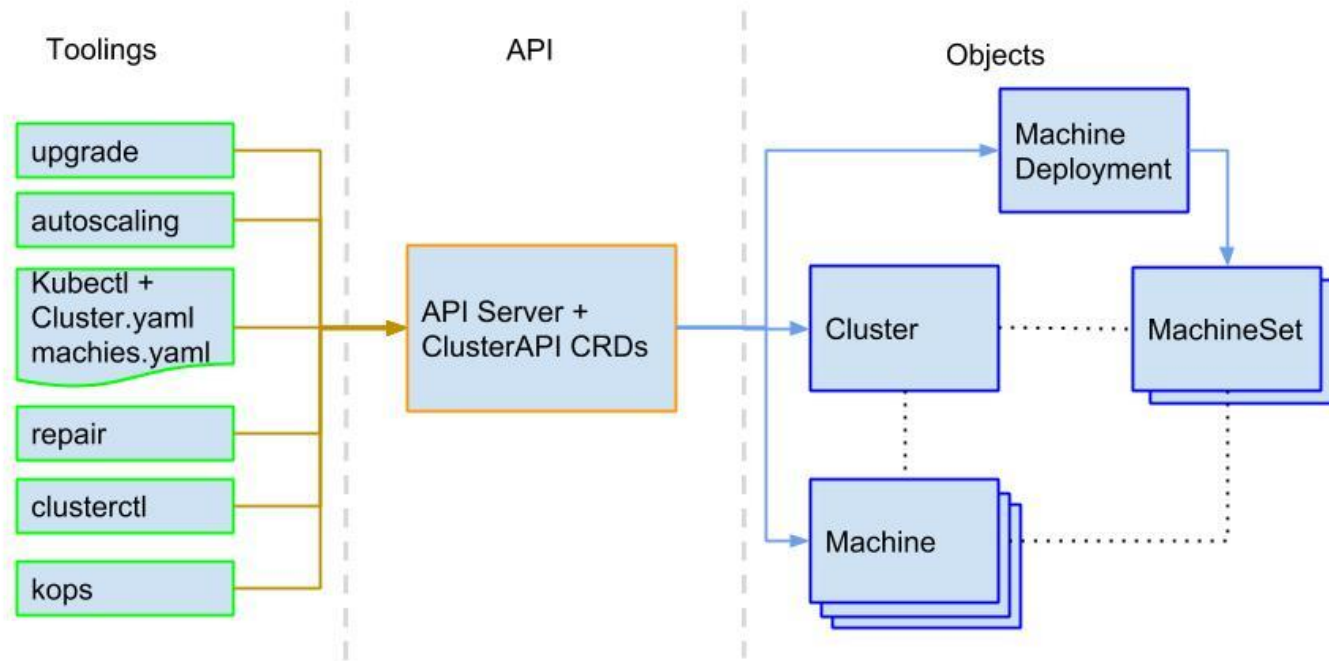 Toolings
API
Objects
upgrade
autoscaling
Kubectl +
Cluster.yaml
machies.yaml
repair
clusterctl
kops
API Server +
ClusterAPI CRDs
Machine
Deployment
Cluster
MachineSet
Machine